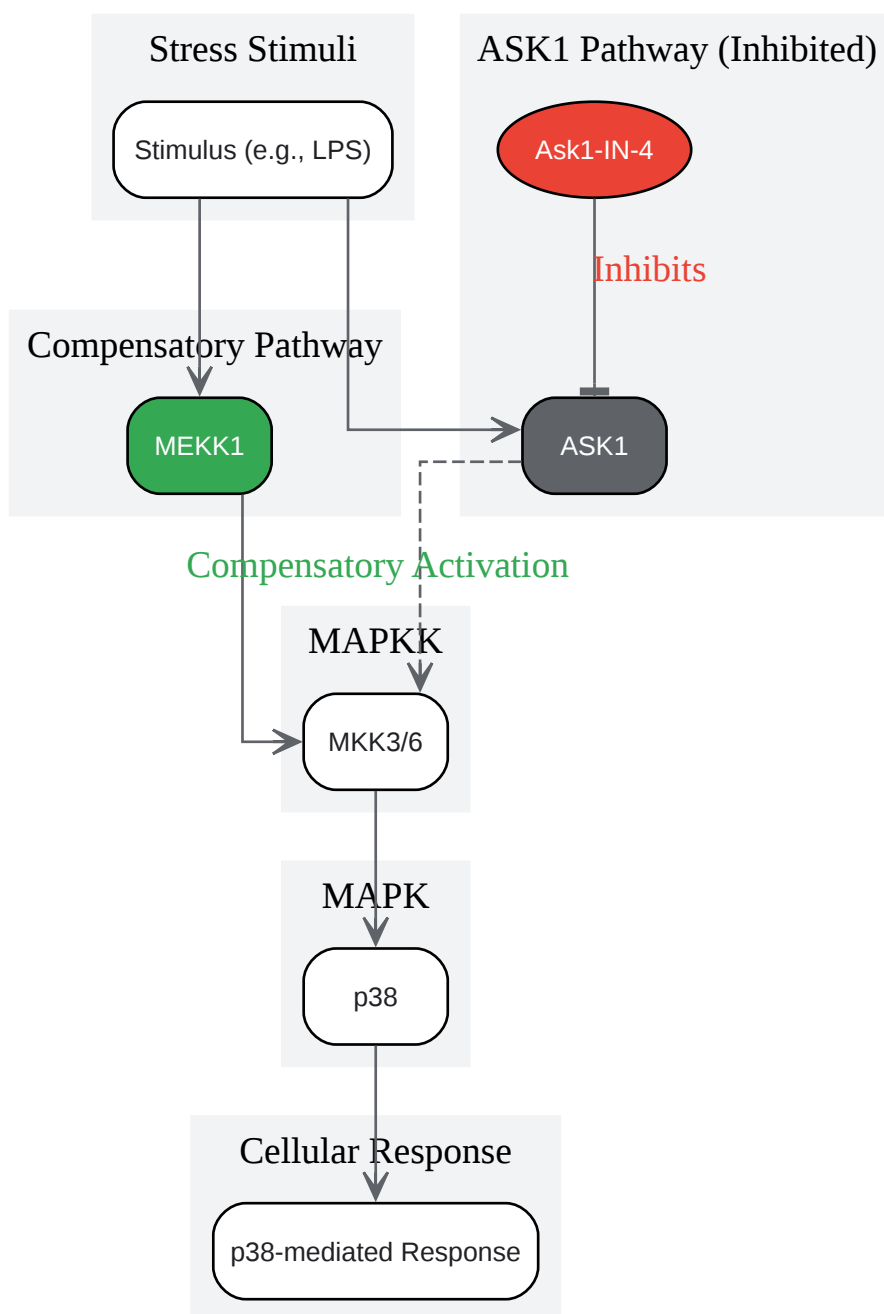 Stress Stimuli
ASK1 Pathway (Inhibited)
Stimulus (e.g., LPS)
Ask1-IN-4
Inhibits
Compensatory Pathway
MEKK1
ASK1
Compensatory Activation
MAPKK
MKK3/6
MAPK
p38
Cellular Response
p38-mediated Response